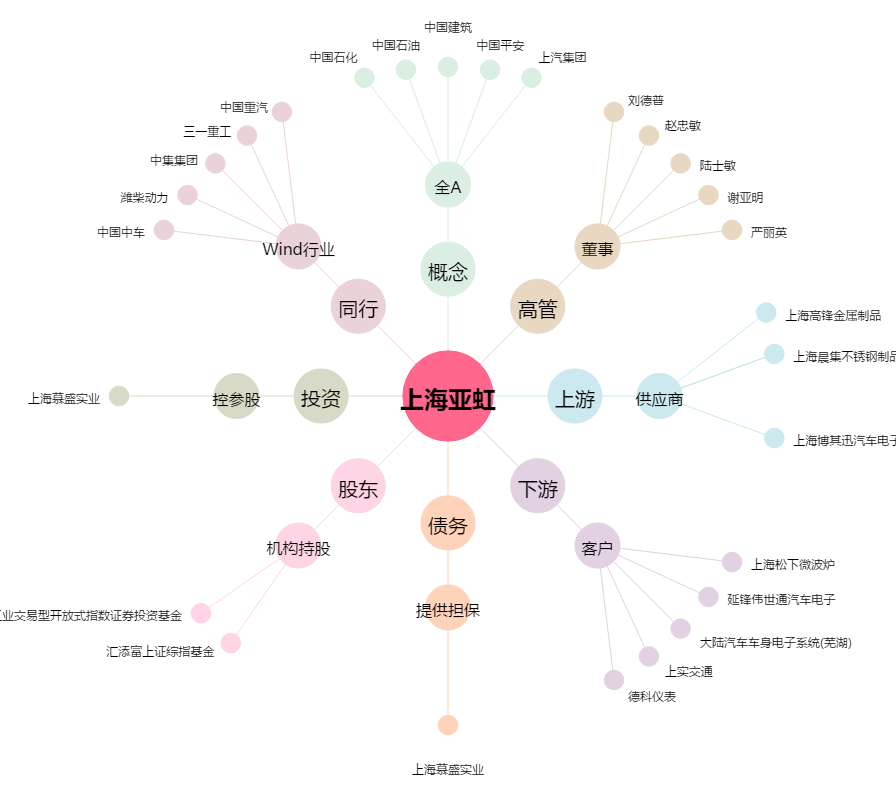 中国建筑
中国石油
中国平安
中国石化
上汽集团
中国重汽
刘德普
三一重工
赵忠敏
中集集团
陆士敏
全A
潍柴动力
谢亚明
中国中车
严丽英
Wind行业
董事
概念
同行
高管
上海高锋金属制品
上海晨集不锈钢制品
上海慕盛实业
控参股
投资
上海亚虹
上游
供应商
上海博其迅汽车电子
股东
下游
债务
机构持股
客户
上海松下微波炉
延锋伟世通汽车电子
提供担保
业交易型开放式指数证券投资基金
大陆汽车车身电子系统(芜湖)
汇添富上证综指基金
上实交通
德科仪表
上海慕盛实业